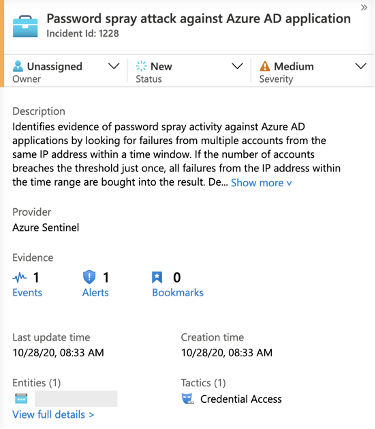 »
Password spray attack against Azure AD application
Incident Id: 1228
Unassigned
Owner
New
Status
Medium
Severity
Description
Identifies evidence of password spray activity against Azure AD
applications by looking for failures from multiple accounts from the
same IP address within a time window. If the number of accounts
breaches the threshold just once, all failures from the IP address within
the time range are bought into the result. De... Show more
Provider
Azure Sentinel
Evidence
1
Events
1
Alerts
0
Bookmarks
Last update time
10/28/20, 08:33 AM
Creation time
10/28/20, 08:33 AM
Entities (1)
View full details >
Tactics (1)
Credential Access